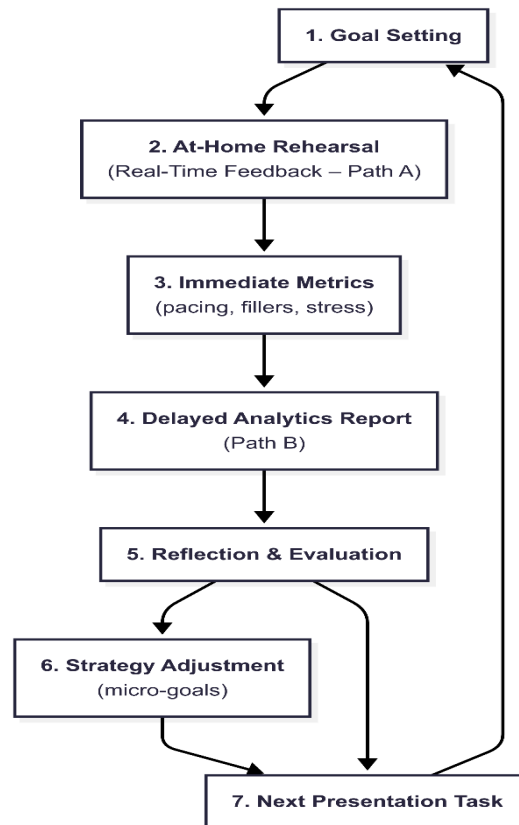 1. Goal Setting
2. At-Home Rehearsal
(Real-Time Feedback – Path A)
3. Immediate Metrics
(pacing, fillers, stress)
4. Delayed Analytics Report
(Path B)
5. Reflection & Evaluation
6. Strategy Adjustment
(micro-goals)
7. Next Presentation Task